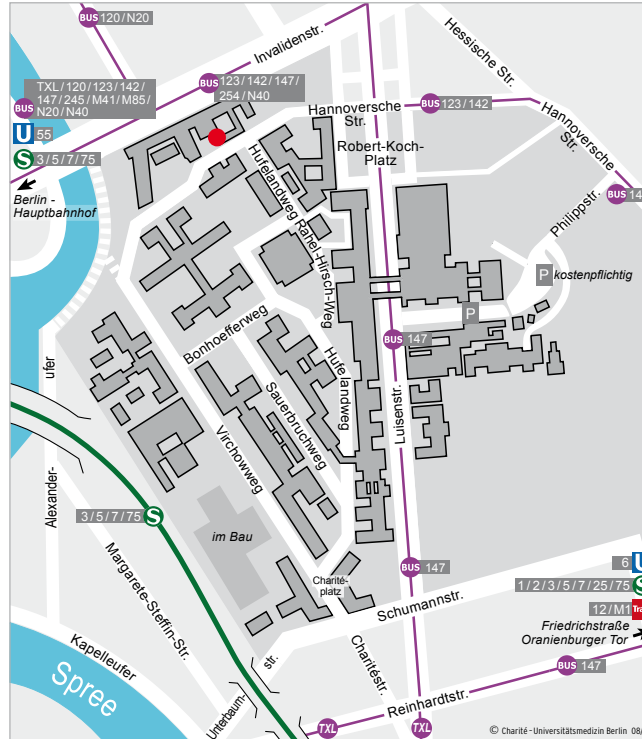 BUS 120/N20
Invalidenstr.
Hessische Str.
TXL/120/123/142/
BUS 147/245/M41/M85/
N20/N40
BUS 123/142/147/
254/N40
Hannoversche
Str.
BUS 123/142
Hannoversche
Str.
U 55
S 3/5/7/75
Robert-Koch-
Platz
Berlin -
Hauptbahnhof
Hufelandweg
Rahel-Hirsch-Weg
Philippstr.
BUS 14
P kostenpflichtig
P
Bonhoefferweg
BUS 147
Hufelandweg
ufer
Sauerbruchweg
Luisenstr.
Virchowweg
Alexander-
3/5/7/75 S
im Bau
Margarete-Steffin-Str.
BUS 147
6 U
Charité-
platz
1/2/3/5/7/25/75 S
Schumannstr.
12/M1 Tra
Friedrichstraße
Oranienburger Tor
Kapelleufer
str.
Charitéstr.
BUS 147
Spree
Unterbaum-
Reinhardtstr.
TXL
TXL
© Charité-Universitätsmedizin Berlin 08/